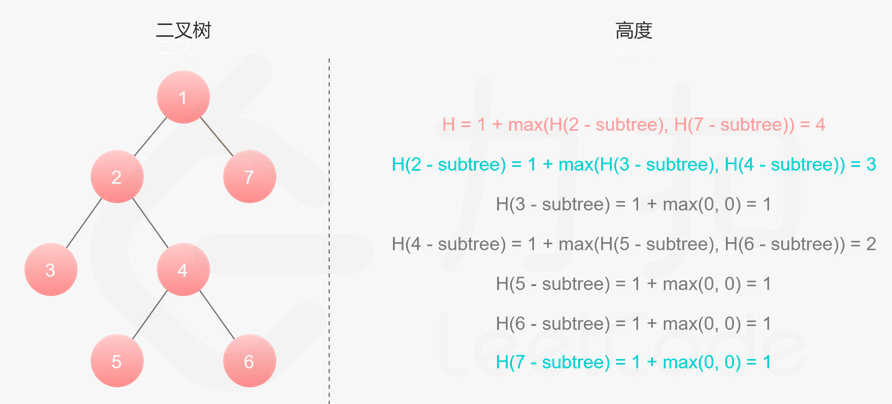 二叉树
高度
1
2
7
3
4
5
6
H = 1 + max(H(2 - subtree), H(7 - subtree)) = 4
H(2 - subtree) = 1 + max(H(3 - subtree), H(4 - subtree)) = 3
H(3 - subtree) = 1 + max(0, 0) = 1
H(4 - subtree) = 1 + max(H(5 - subtree), H(6 - subtree)) = 2
H(5 - subtree) = 1 + max(0, 0) = 1
H(6 - subtree) = 1 + max(0, 0) = 1
H(7 - subtree) = 1 + max(0, 0) = 1
力扣
LeetCode